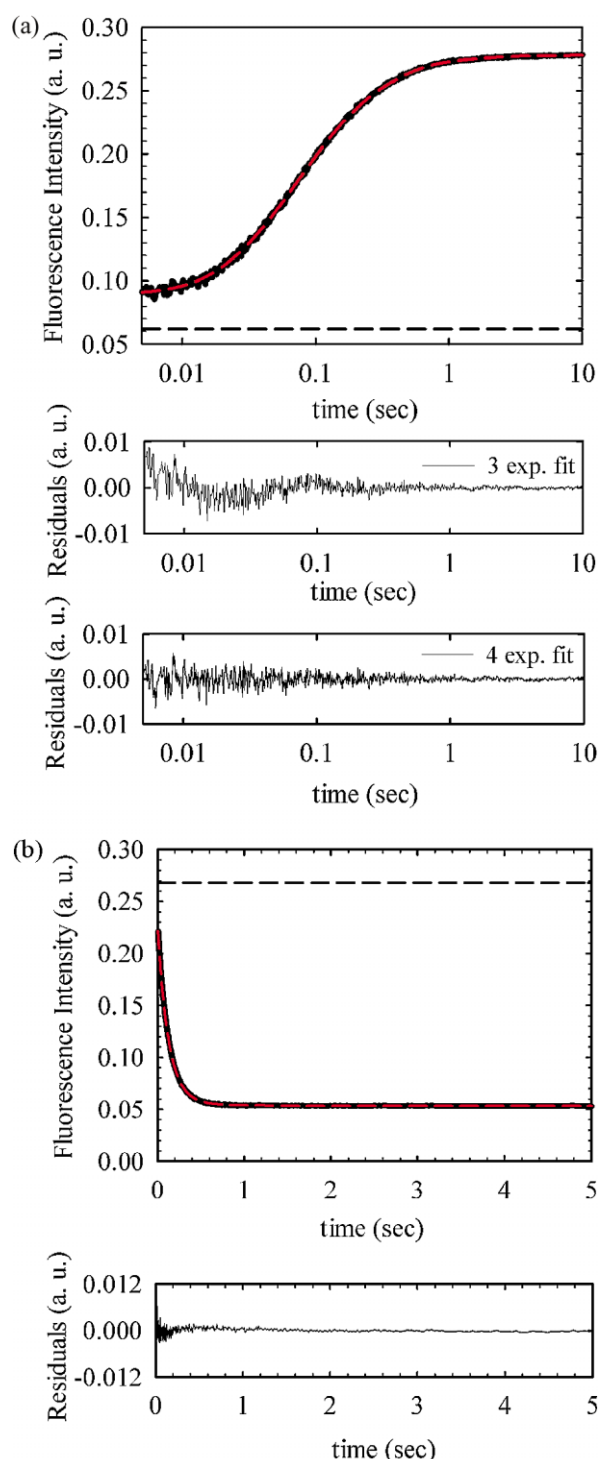 (a)
Fluorescence Intensity (a. u.)
0.30
0.25
0.20
0.15
0.10
0.05
0.01 0.1 1 10
time (sec)
Residuals (a. u.)
0.01
0.00
-0.01
3 exp. fit
0.01 0.1 1 10
time (sec)
Residuals (a. u.)
0.01
0.00
-0.01
4 exp. fit
0.01 0.1 1 10
time (sec)
(b)
Fluorescence Intensity (a. u.)
0.30
0.25
0.20
0.15
0.10
0.05
0.00
0 1 2 3 4 5
time (sec)
Residuals (a. u.)
0.012
0.000
-0.012
0 1 2 3 4 5
time (sec)